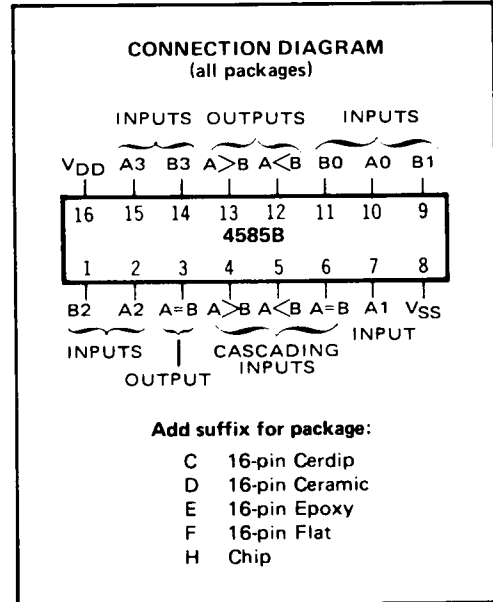 CONNECTION DIAGRAM
(all packages)
INPUTS OUTPUTS INPUTS
VDD A3 B3 A>B A<B B0 A0 B1
16 15 14 13 12 11 10 9
4585B
1 2 3 4 5 6 7 8
B2 A2 A=B A>B A<B A=B A1 VSS
INPUTS CASCADING INPUT
OUTPUT INPUTS
Add suffix for package:
C 16-pin Cerdip
D 16-pin Ceramic
E 16-pin Epoxy
F 16-pin Flat
H Chip